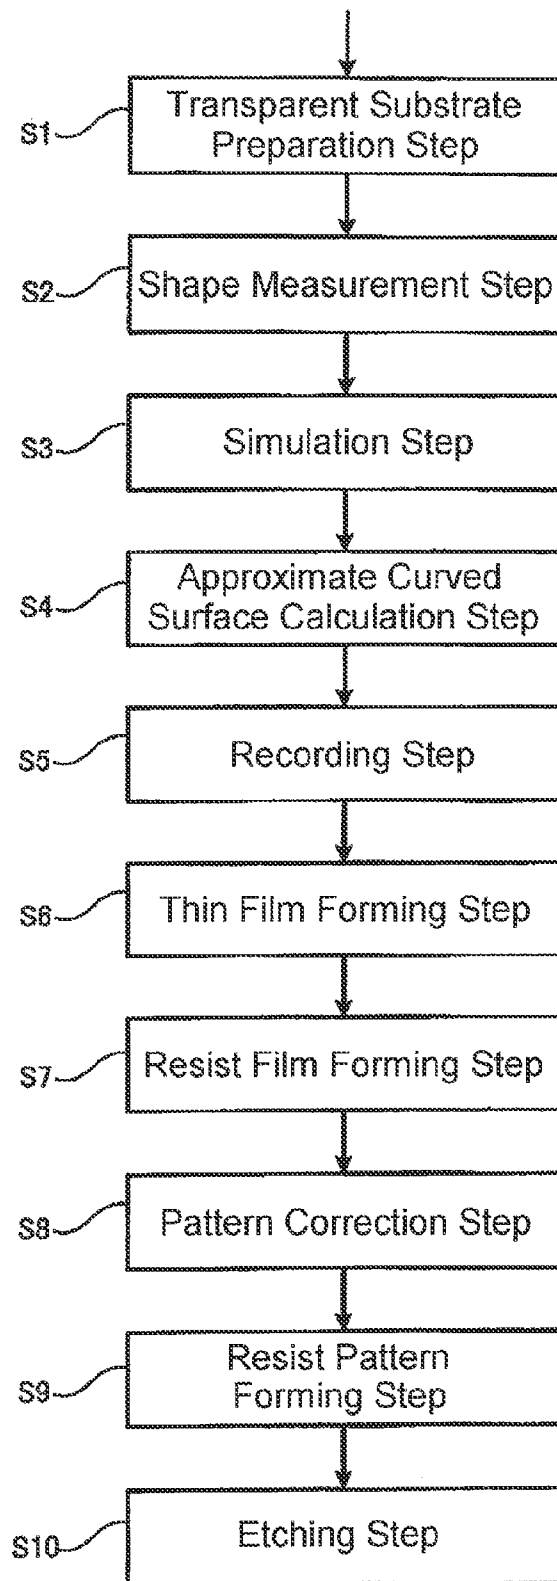 S1
Transparent Substrate
Preparation Step
S2
Shape Measurement Step
S3
Simulation Step
S4
Approximate Curved
Surface Calculation Step
S5
Recording Step
S6
Thin Film Forming Step
S7
Resist Film Forming Step
S8
Pattern Correction Step
S9
Resist Pattern
Forming Step
S10
Etching Step